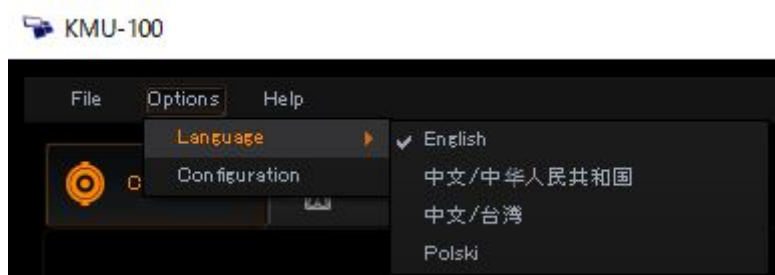 KMU-100
File Options Help
Language
English
Configuration
中文/中华人民共和国
中文/台湾
Polski